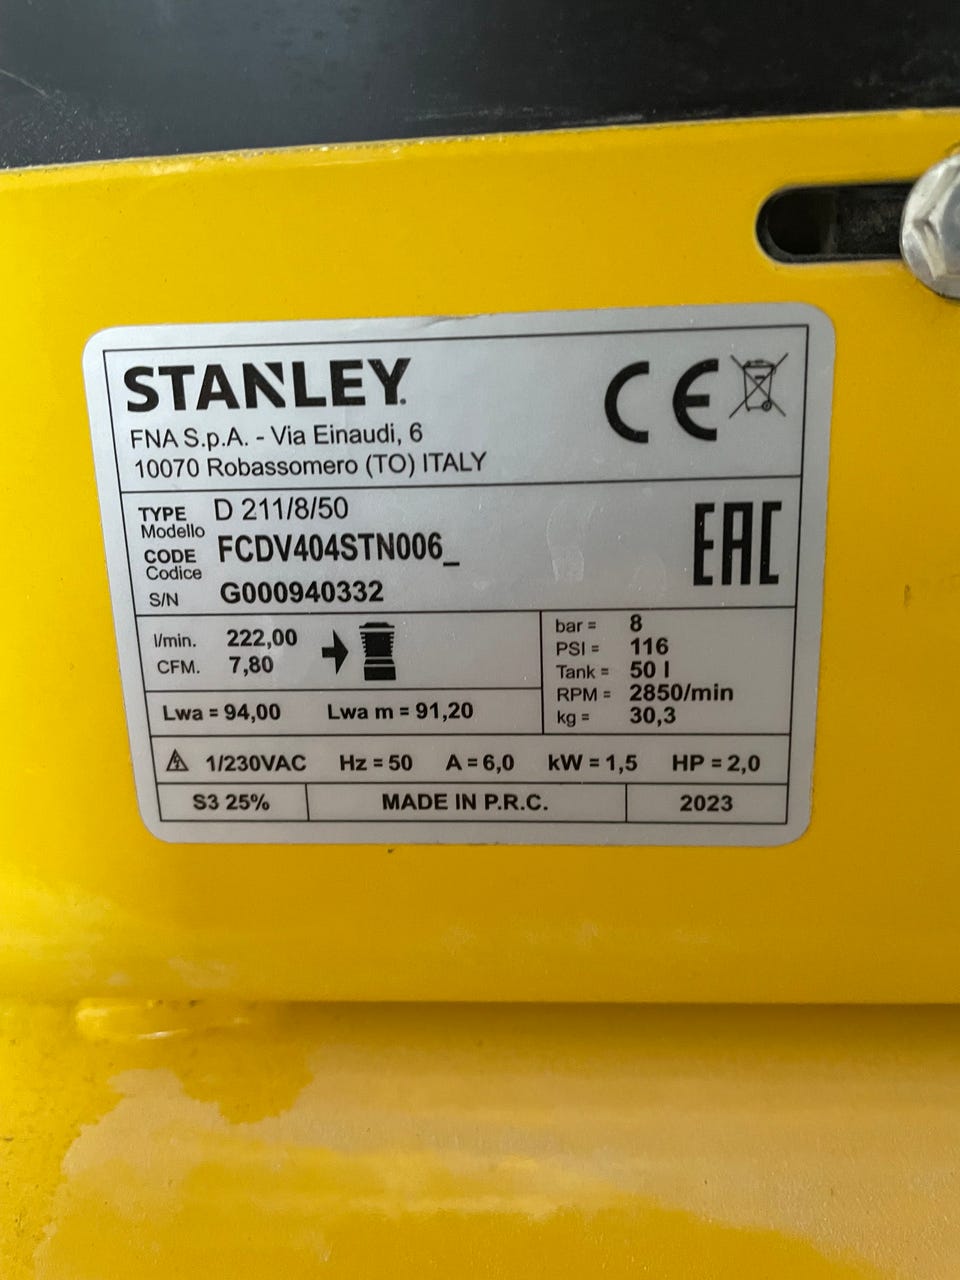 STANLEY.
CE
FNA S.p.A. - Via Einaudi, 6
10070 Robassomero (TO) ITALY
TYPE D 211/8/50
Modello
CODE FCDV404STN006_
Codice
S/N G000940332
EAC
l/min. 222,00
CFM. 7,80
bar = 8
PSI = 116
Tank = 50 l
RPM = 2850/min
kg = 30,3
Lwa = 94,00 Lwa m = 91,20
1/230VAC Hz = 50 A = 6,0 kW = 1,5 HP = 2,0
S3 25% MADE IN P.R.C. 2023